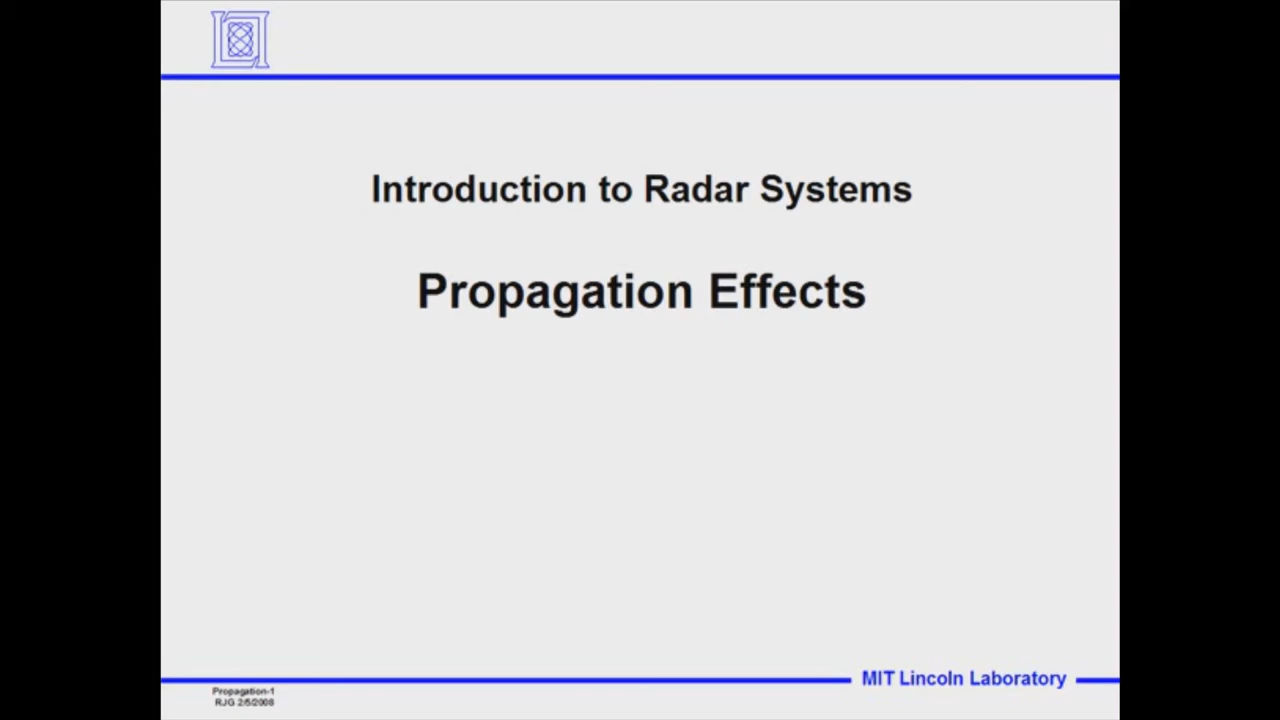 Introduction to Radar Systems
Propagation Effects
MIT Lincoln Laboratory
Propagation-1
RJG 2/5/2008